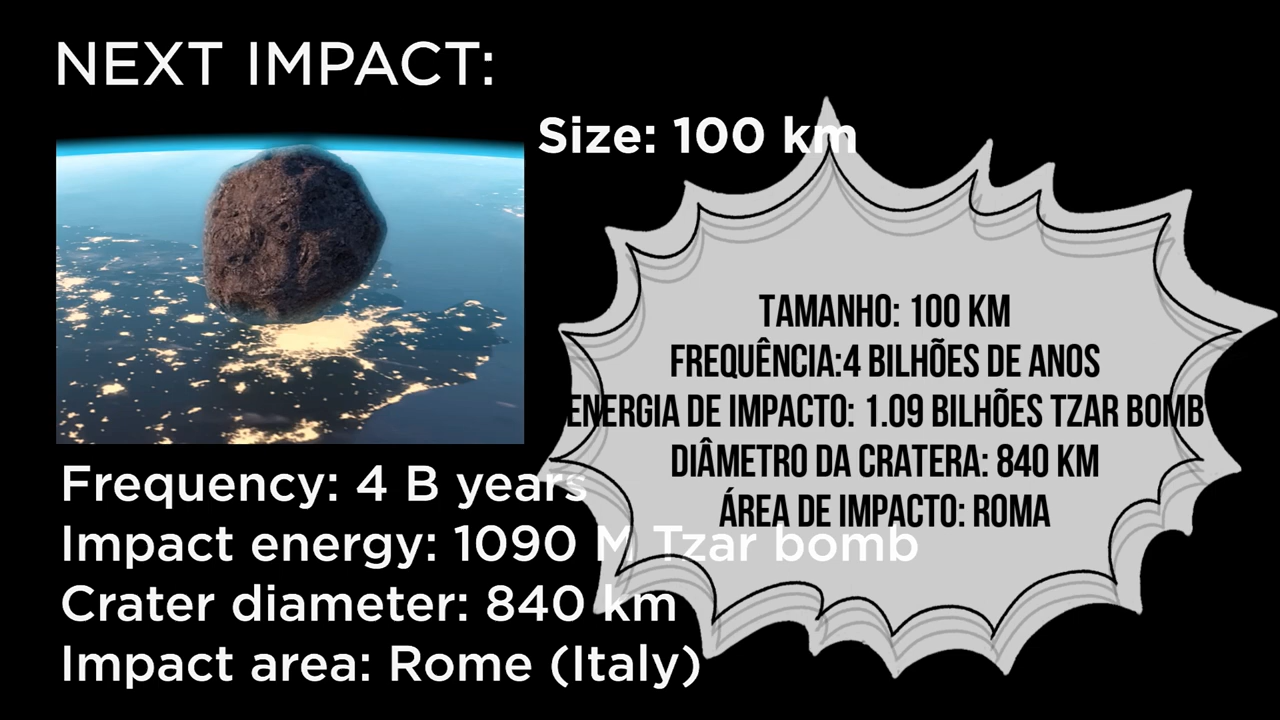 NEXT IMPACT:
Size: 100 km
TAMANHO: 100 KM
FREQUÊNCIA:4 BILHÕES DE ANOS
ENERGIA DE IMPACTO: 1.09 BILHÕES TZAR BOMB
DIÂMETRO DA CRATERA: 840 KM
ÁREA DE IMPACTO: ROMA
Frequency: 4 B years
Impact energy: 1090 M Tzar bomb
Crater diameter: 840 km
Impact area: Rome (Italy)